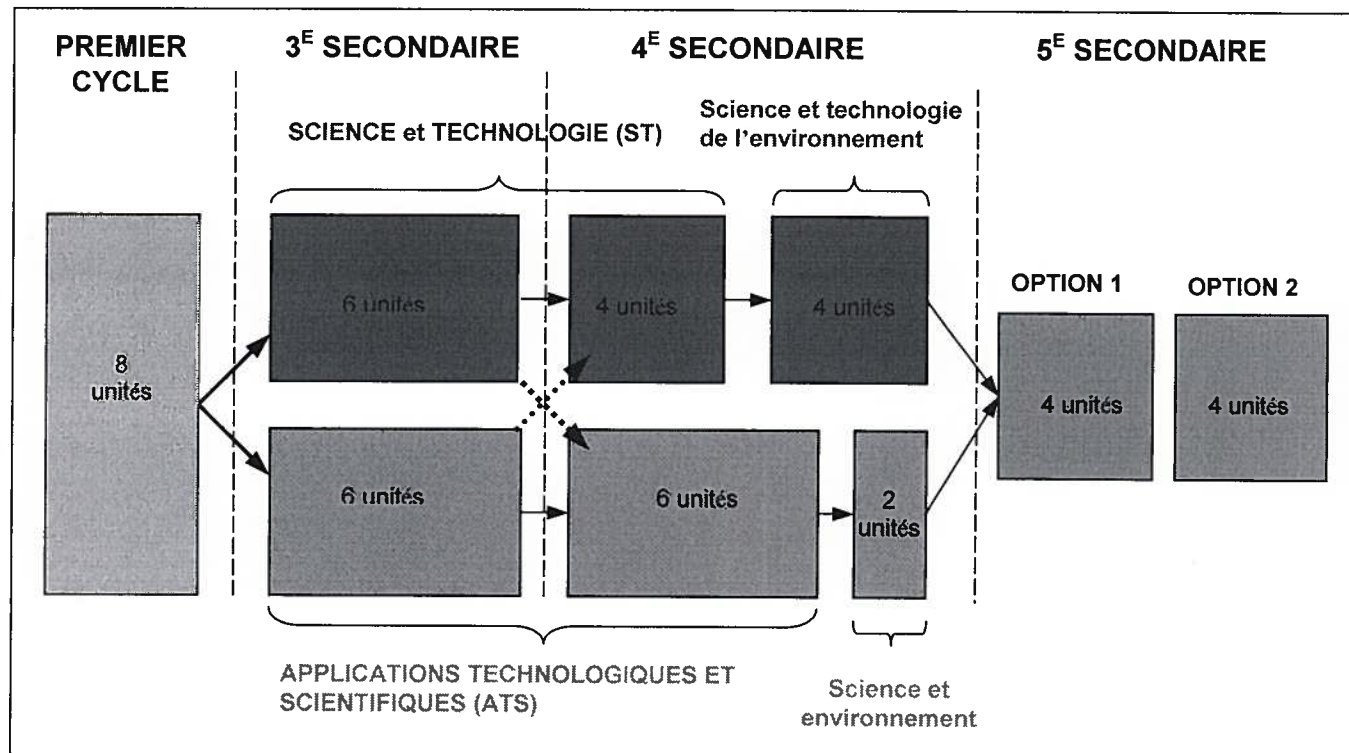 PREMIER
CYCLE
3E SECONDAIRE
4E SECONDAIRE
5E SECONDAIRE
SCIENCE et TECHNOLOGIE (ST)
Science et technologie
de l'environnement
8
unités
6 unités
4 unités
4 unités
OPTION 1
OPTION 2
4 unités
4 unités
6 unités
6 unités
2
unités
APPLICATIONS TECHNOLOGIQUES ET
SCIENTIFIQUES (ATS)
Science et
environnement